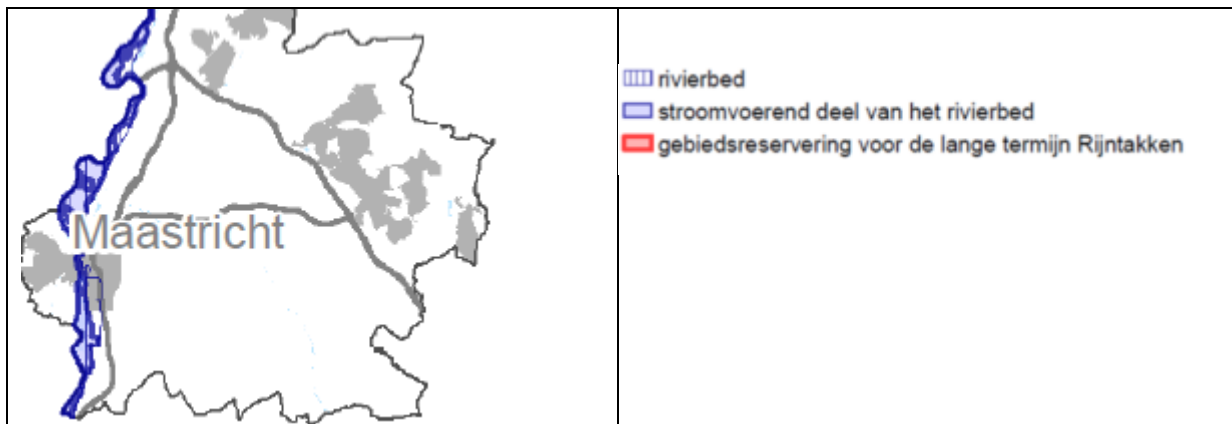 Maastricht
rivierbed
stroomvoerend deel van het rivierbed
gebiedsreservering voor de lange termijn Rijntakken